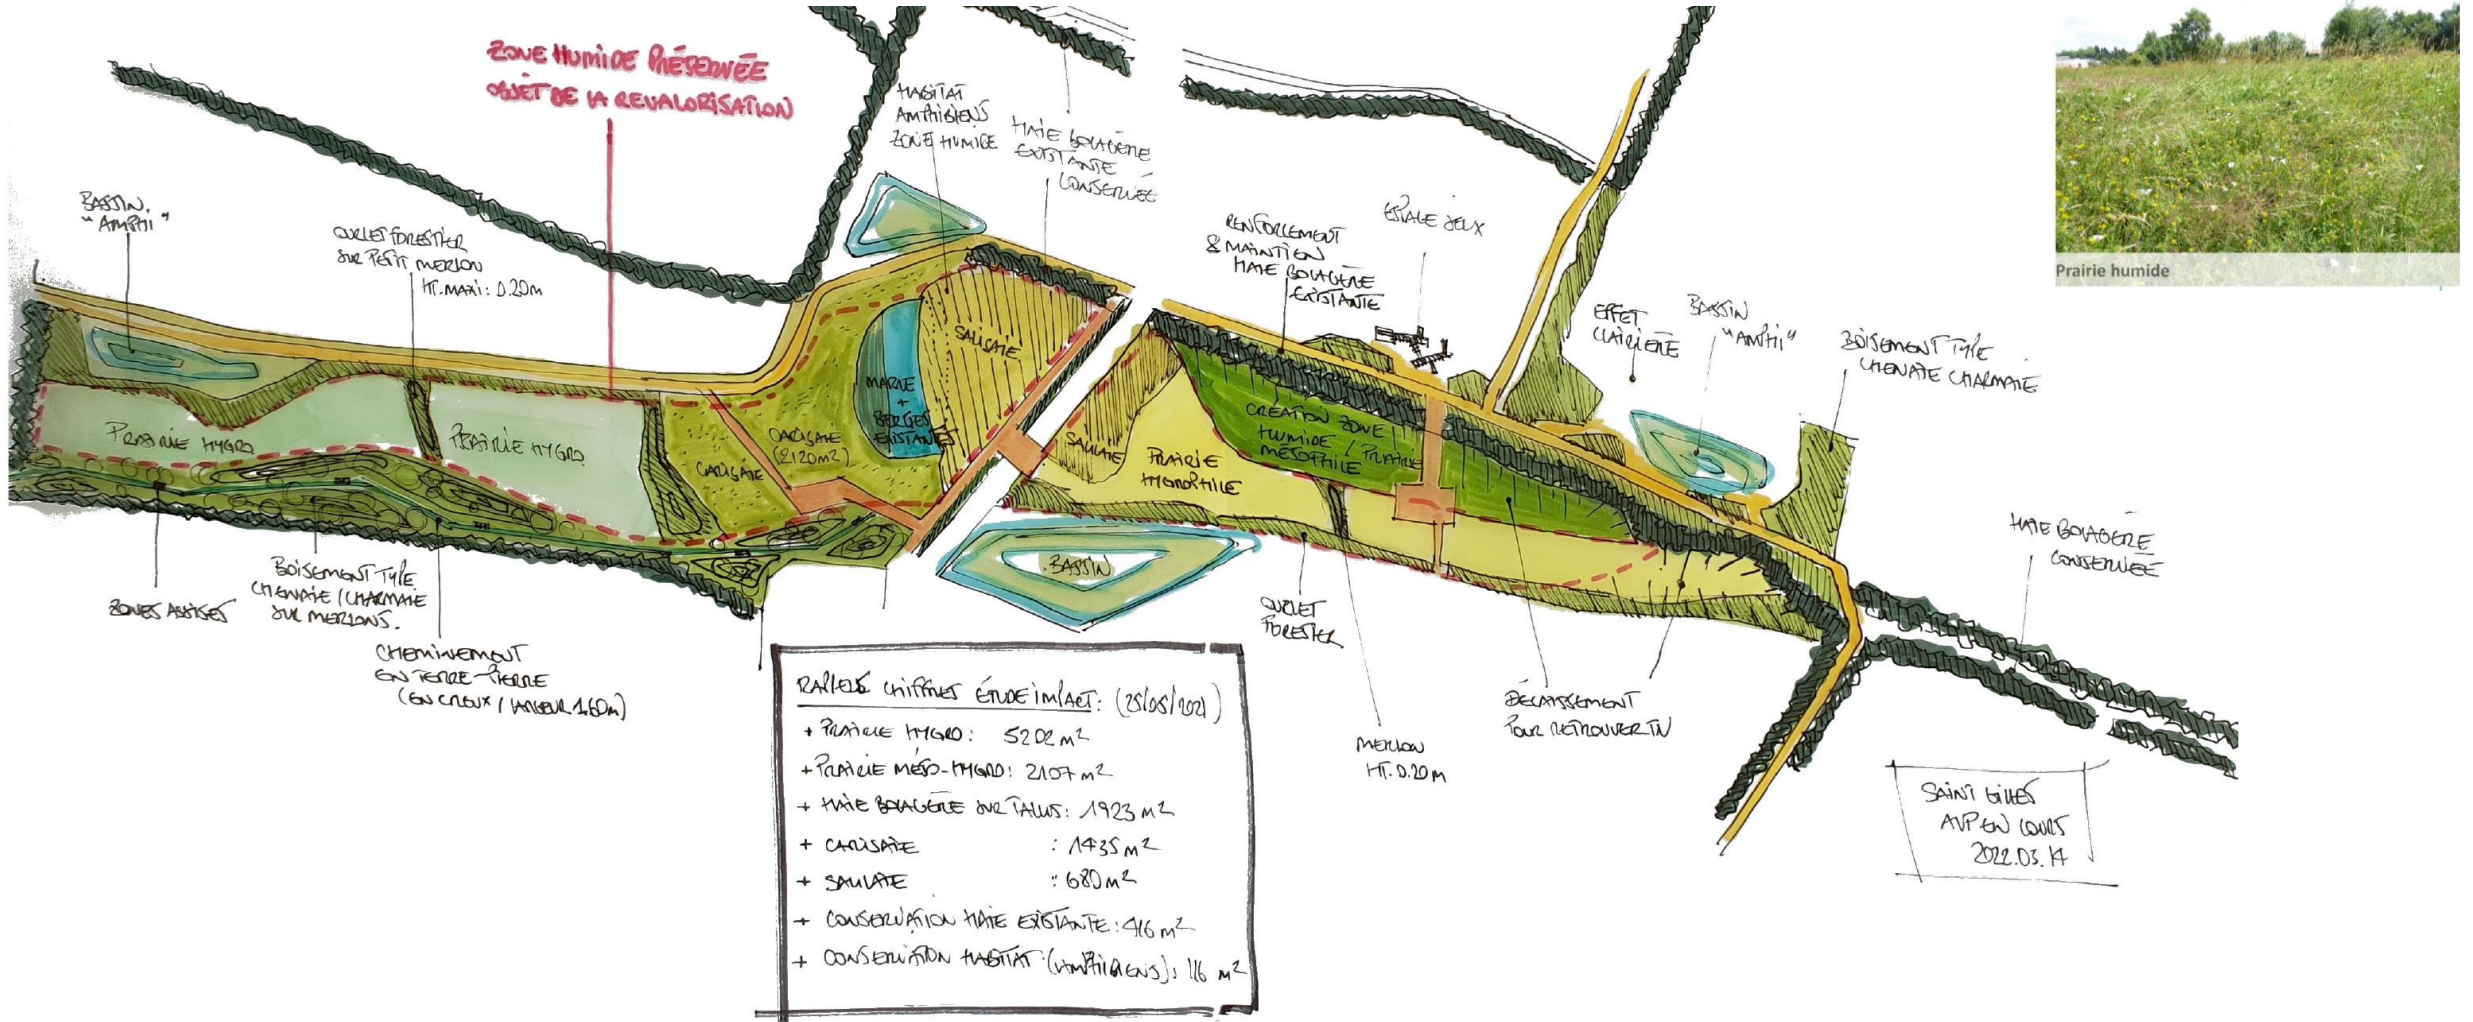 ZONE HUMIDE PRÉSERVÉE
OBJET DE LA REVALORISATION
HABITAT
AMPHIBIENS
ZONE HUMIDE
HAIE BOCAGÈRE
EXISTANTE
CONSERVÉE
BASSIN
"AMPHI"
OURLET FORESTIER
SUR PETIT MERLON
HT. MAXI : 0.20m
RENFORCEMENT
& MAINTIEN
HAIE BOCAGÈRE
EXISTANTE
ESPACE JEUX
EFFET
CLAIRIÈRE
BASSIN
"AMPHI"
BOISEMENT TYPE
CHENAIE CHARMAIE
Prairie humide
PRAIRIE HYGRO
PRAIRIE HYGRO
CARIÇAIE
CARIÇAIE
(2120m2)
MARE
+
BERGES
EXISTANT
SAULAIE
SAULAIE
PRAIRIE
HYGROPHILE
CRÉATION ZONE
HUMIDE / PRAIRIE
MÉSOPHILE
BASSIN
ZONES ASSISES
BOISEMENT TYPE
CHENAIE / CHARMAIE
SUR MERLONS.
CHEMINEMENT
EN TERRE-PIERRE
(EN CREUX / LARGEUR 1.60m)
OURLET
FORESTIER
MERLON
HT. 0.20m
DÉCAISSEMENT
POUR RETROUVER TN
HAIE BOCAGÈRE
CONSERVÉE
RAPPELS CHIFFRES ÉTUDE IMPACT : (25/05/2021)
+ PRAIRIE HYGRO : 5202 m2
+ PRAIRIE MÉSO-HYGRO : 2107 m2
+ HAIE BOCAGÈRE SUR TALUS : 1923 m2
+ CARIÇAIE : 1435 m2
+ SAULAIE : 680 m2
+ CONSERVATION HAIE EXISTANTE : 416 m2
+ CONSERVATION HABITAT (AMPHIBIENS) : 116 m2
SAINT GILLES
AVP EN COURS
2022.03.14